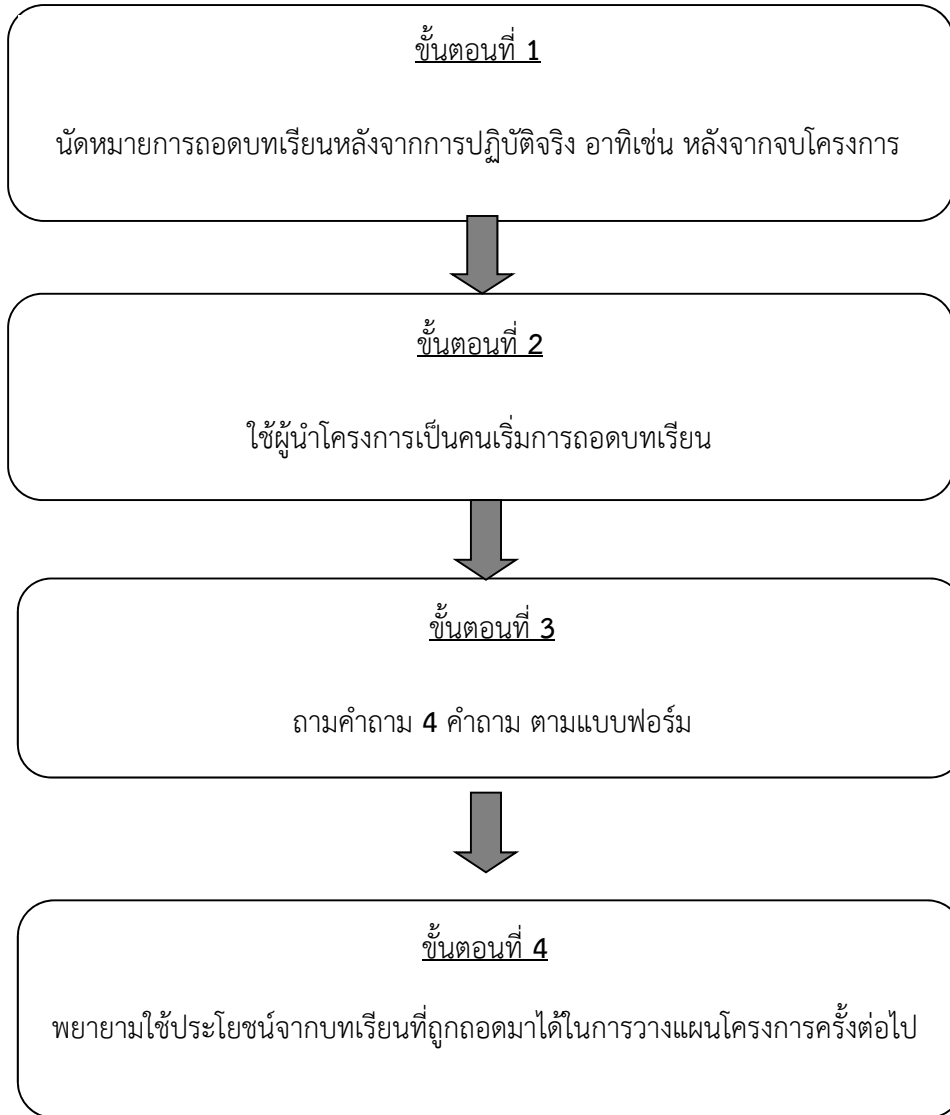 ขั้นตอนที่ 1
นัดหมายการถอดบทเรียนหลังจากการปฏิบัติจริง อาทิเช่น หลังจากจบโครงการ
ขั้นตอนที่ 2
ใช้ผู้นำโครงการเป็นคนเริ่มการถอดบทเรียน
ขั้นตอนที่ 3
ถามคำถาม 4 คำถาม ตามแบบฟอร์ม
ขั้นตอนที่ 4
พยายามใช้ประโยชน์จากบทเรียนที่ถูกถอดมาได้ในการวางแผนโครงการครั้งต่อไป